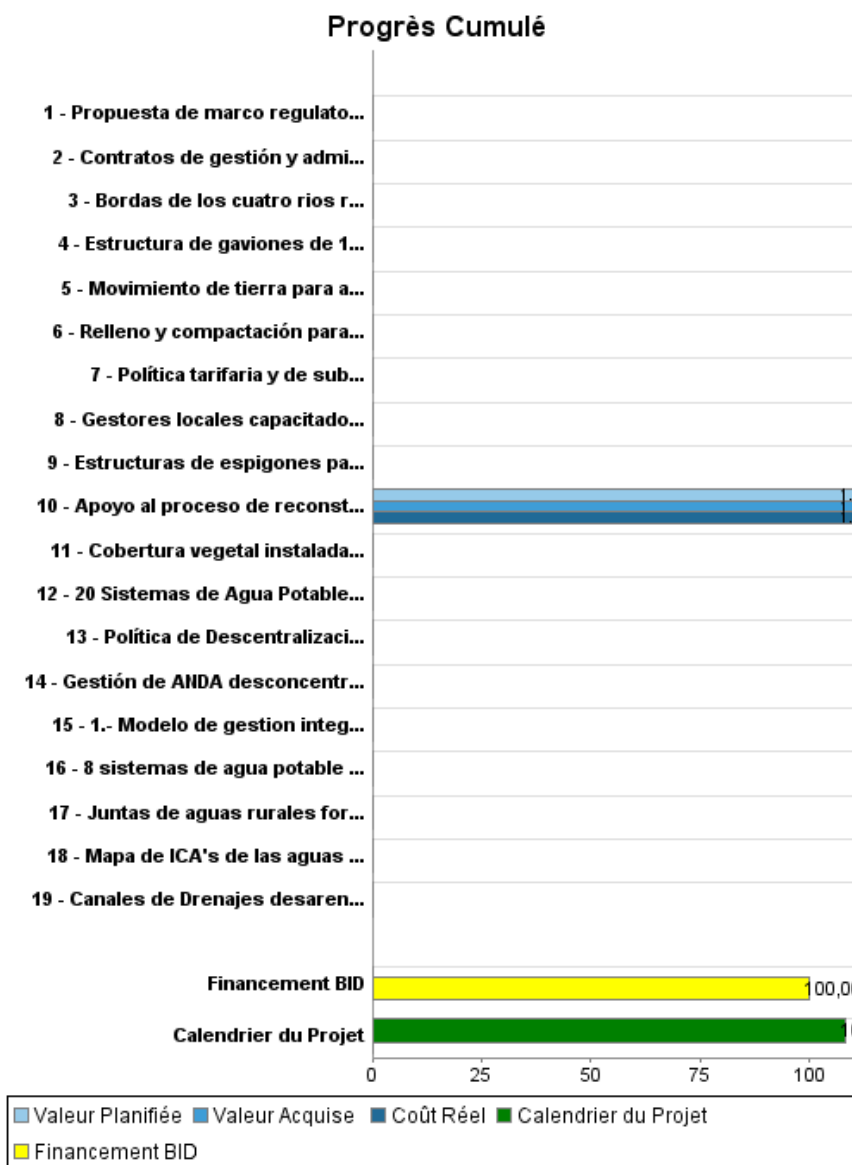 Progrès Cumulé
1 - Propuesta de marco regulato...
2 - Contratos de gestión y admi...
3 - Bordas de los cuatro rios r...
4 - Estructura de gaviones de 1...
5 - Movimiento de tierra para a...
6 - Relleno y compactación para...
7 - Política tarifaria y de sub...
8 - Gestores locales capacitado...
9 - Estructuras de espigones pa...
10 - Apoyo al proceso de reconst...
11 - Cobertura vegetal instalada...
12 - 20 Sistemas de Agua Potable...
13 - Política de Descentralizaci...
14 - Gestión de ANDA desconcentr...
15 - 1.- Modelo de gestion integ...
16 - 8 sistemas de agua potable ...
17 - Juntas de aguas rurales for...
18 - Mapa de ICA's de las aguas ...
19 - Canales de Drenajes desaren...
Financement BID 100,0
Calendrier du Projet
0 25 50 75 100
Valeur Planifiée Valeur Acquise Coût Réel Calendrier du Projet
Financement BID